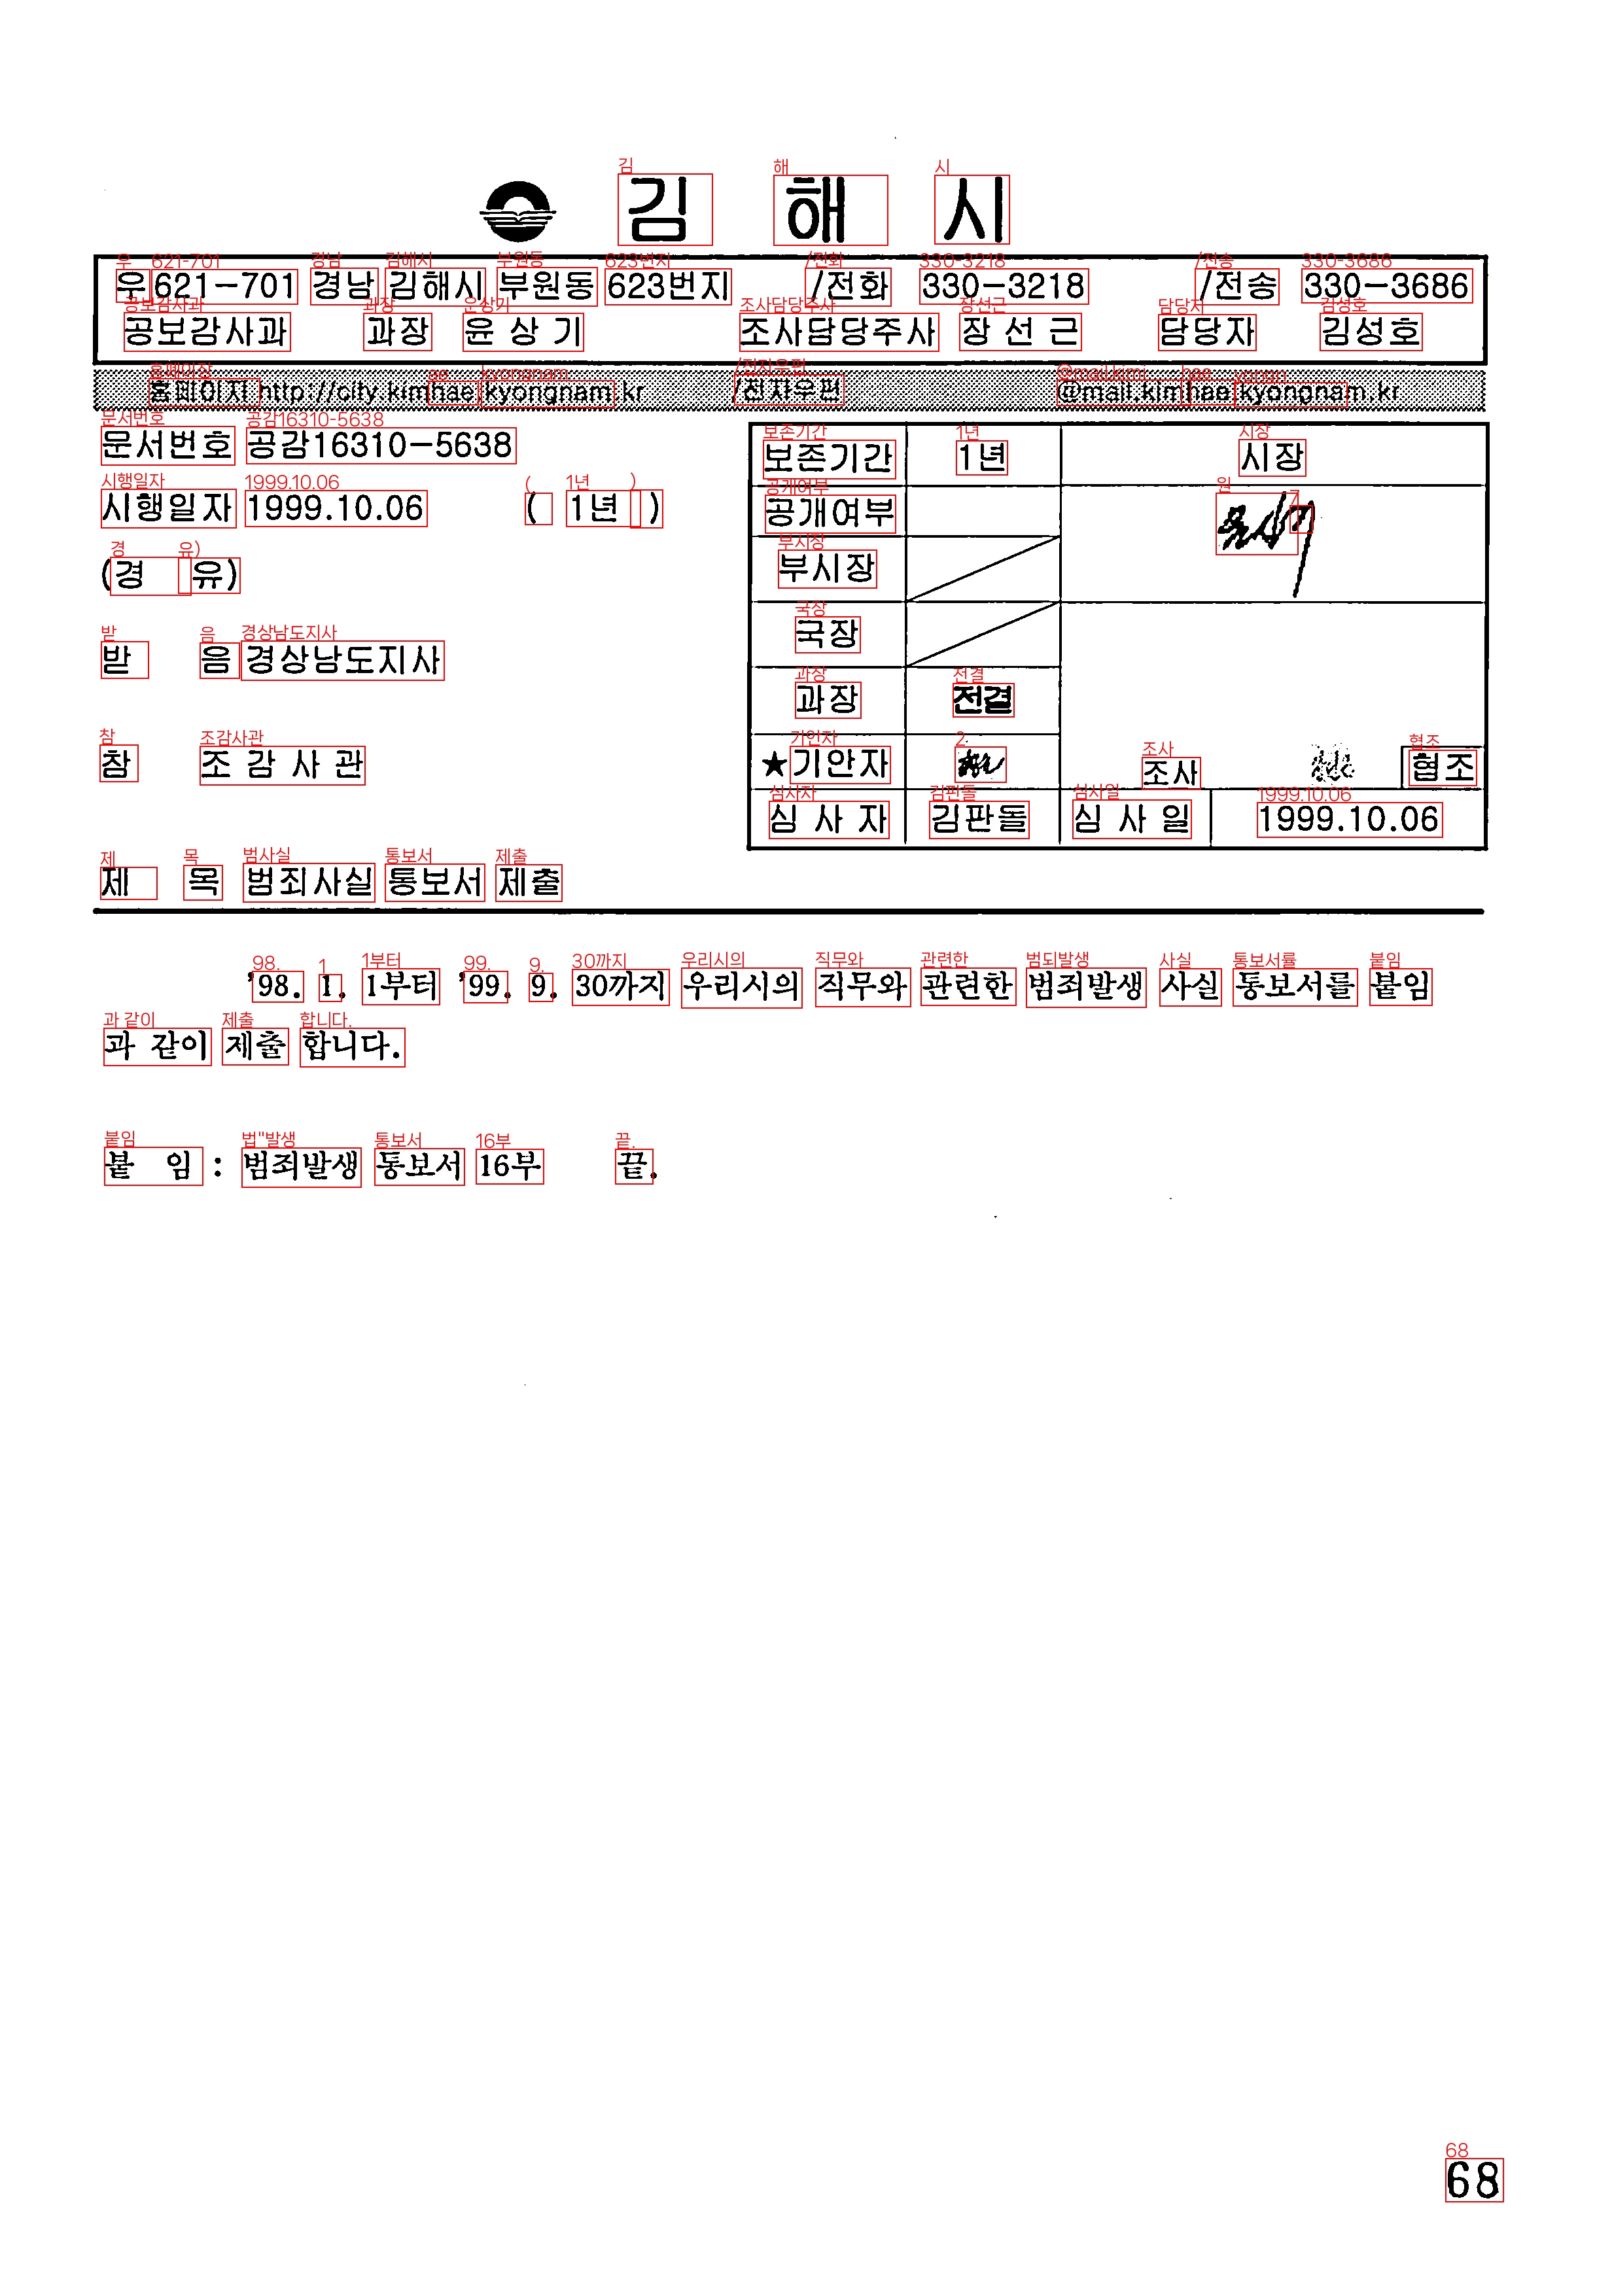 김 해 시
우 621-701 경남 김해시 부원동 623번지 /전화 330-3218 /전송 330-3686
공보감사과 과장 윤 상 기 조사담당주사 장 선 근 담당자 김성호
홈페이지 http://city.kimhae.kyongnam.kr /전자우편 @mail.kimhae.kyongnam.kr
문서번호 공감16310-5638
시행일자 1999.10.06 ( 1년 )
(경 유)
받 음 경상남도지사
참 조 감 사 관
보존기간 1년 시장
공개여부
부시장
국장
과장 전결
★기안자 조사 협조
심 사 자 김판돌 심 사 일 1999.10.06
제 목 범죄사실 통보서 제출
'98. 1. 1부터 '99. 9. 30까지 우리시의 직무와 관련한 범죄발생 사실 통보서를 붙임
과 같이 제출 합니다.
붙 임 : 범죄발생 통보서 16부 끝.
68